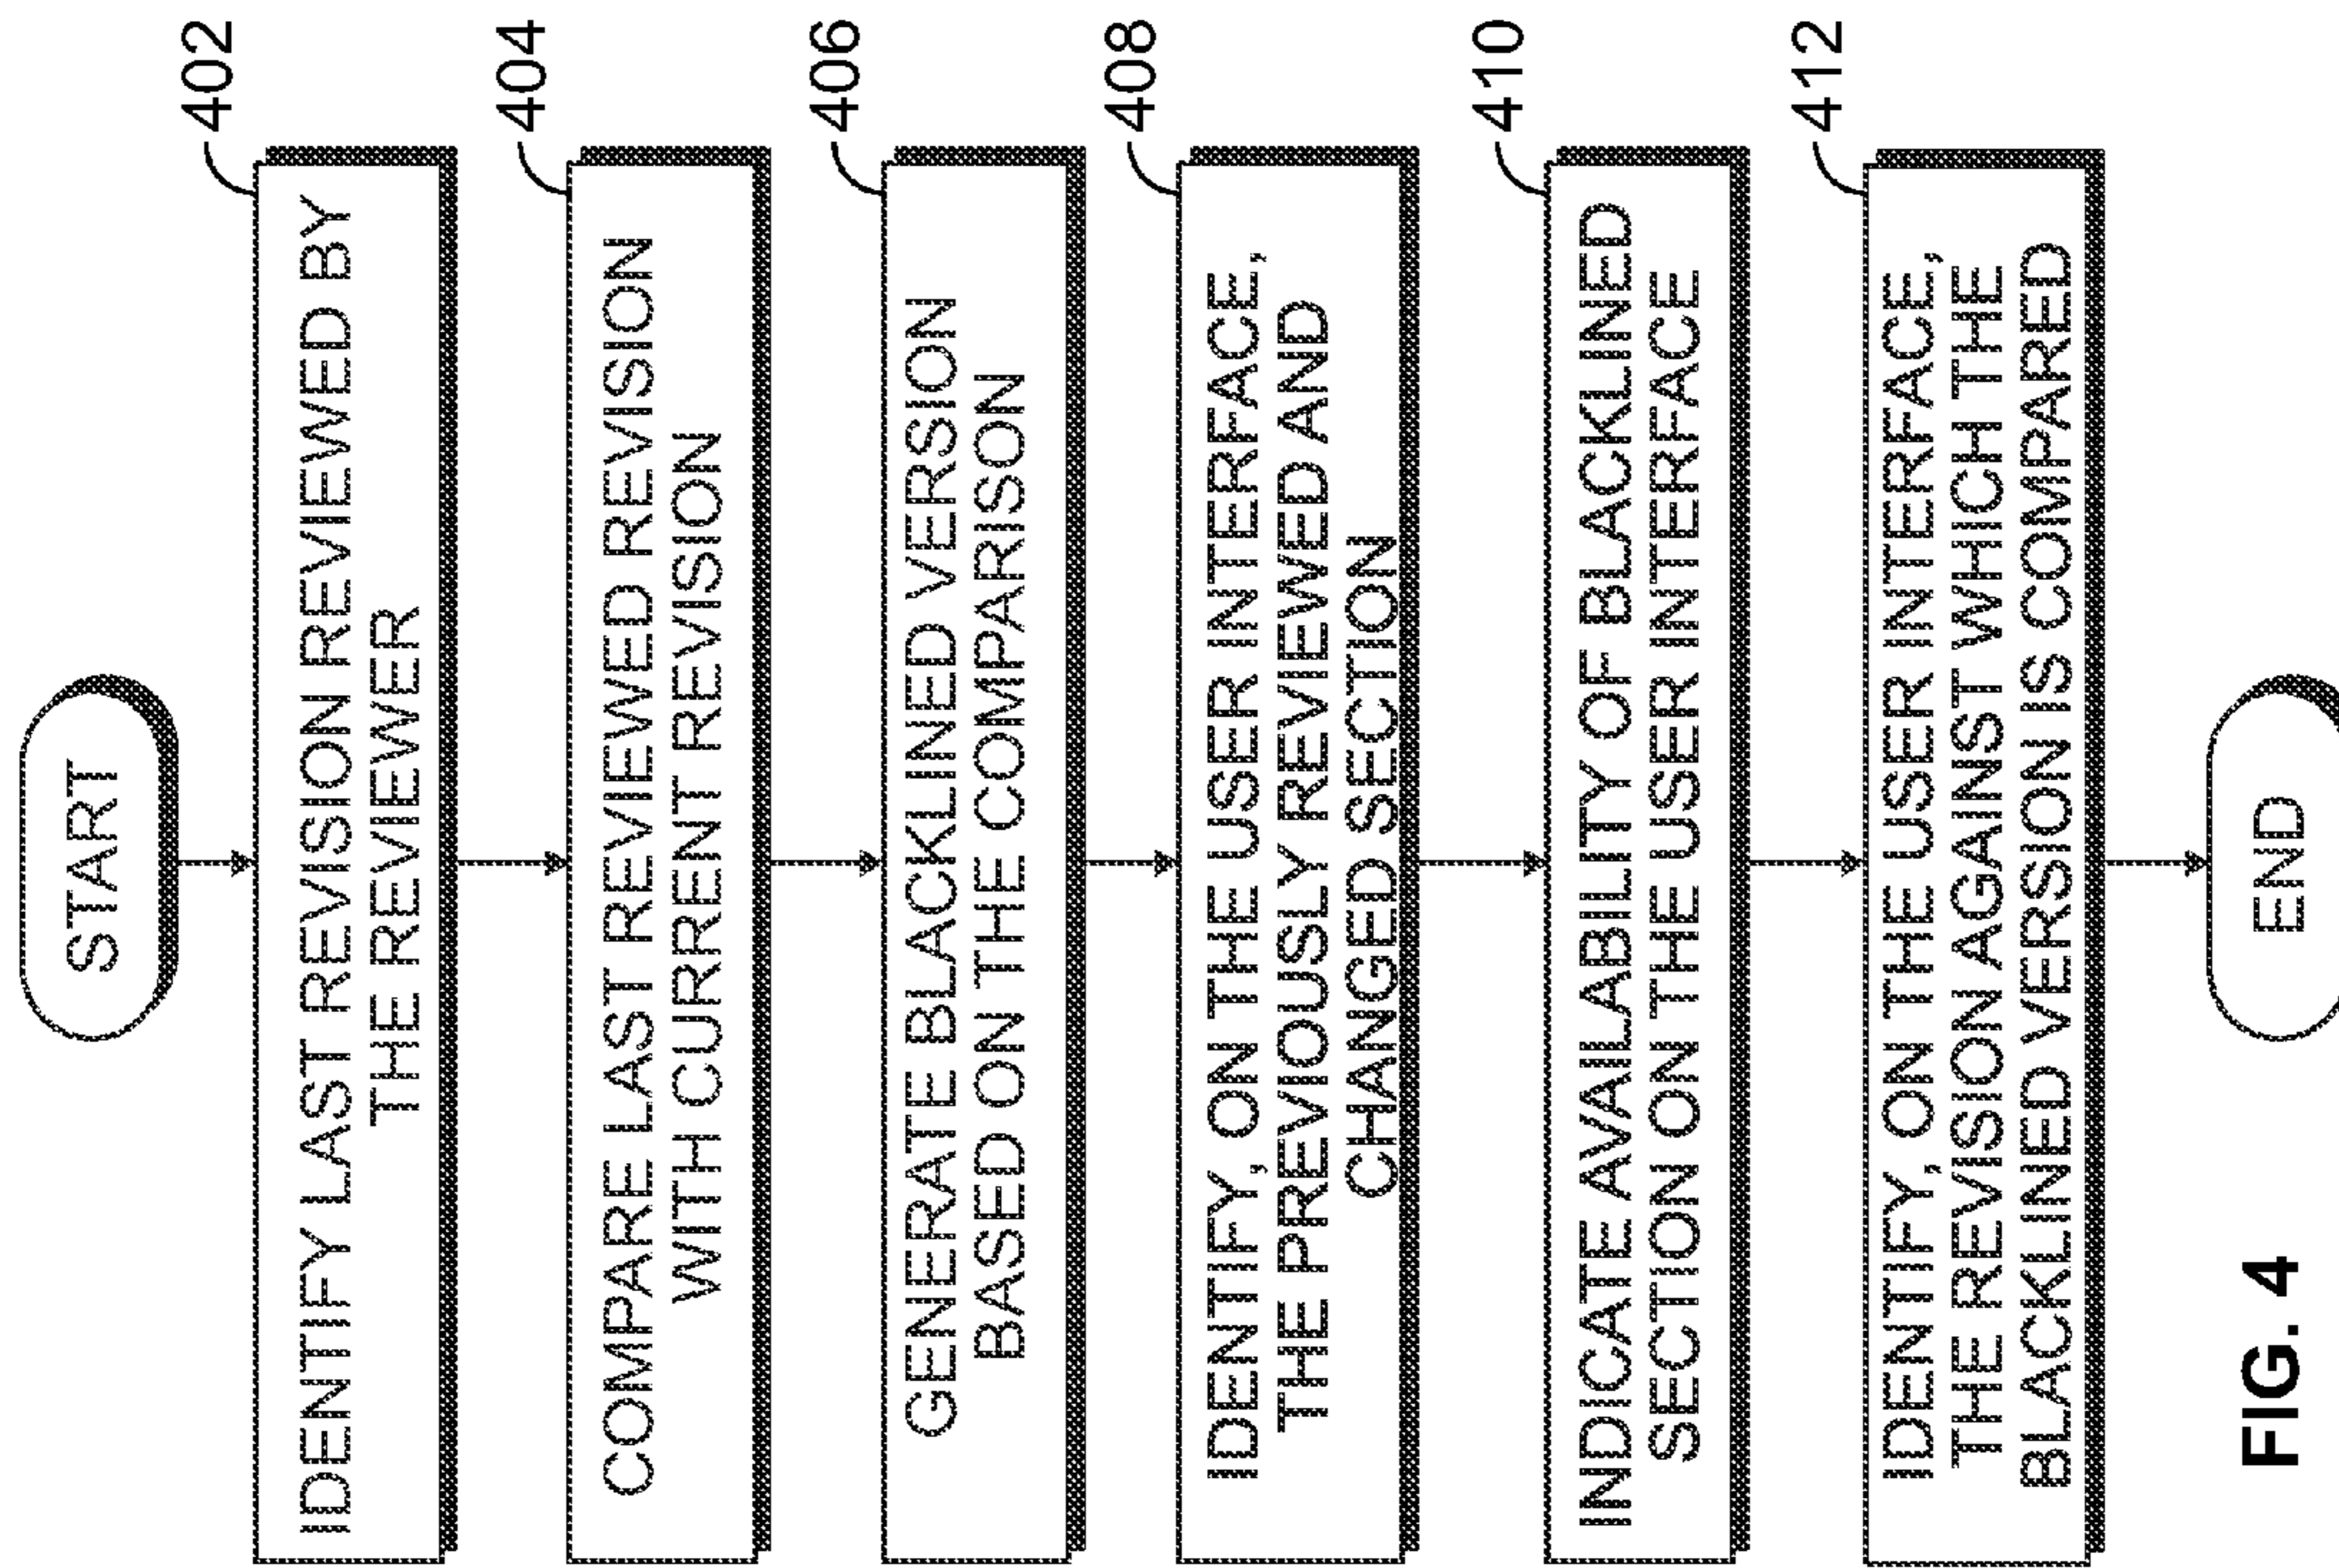 START
402
IDENTIFY LAST REVISION REVIEWED BY
THE REVIEWER
404
COMPARE LAST REVIEWED REVISION
WITH CURRENT REVISION
406
GENERATE BLACKLINED VERSION
BASED ON THE COMPARISON
408
IDENTIFY, ON THE USER INTERFACE,
THE PREVIOUSLY REVIEWED AND
CHANGED SECTION
410
INDICATE AVAILABILITY OF BLACKLINED
SECTION ON THE USER INTERFACE
412
IDENTIFY, ON THE USER INTERFACE,
THE REVISION AGAINST WHICH THE
BLACKLINED VERSION IS COMPARED
END
FIG. 4